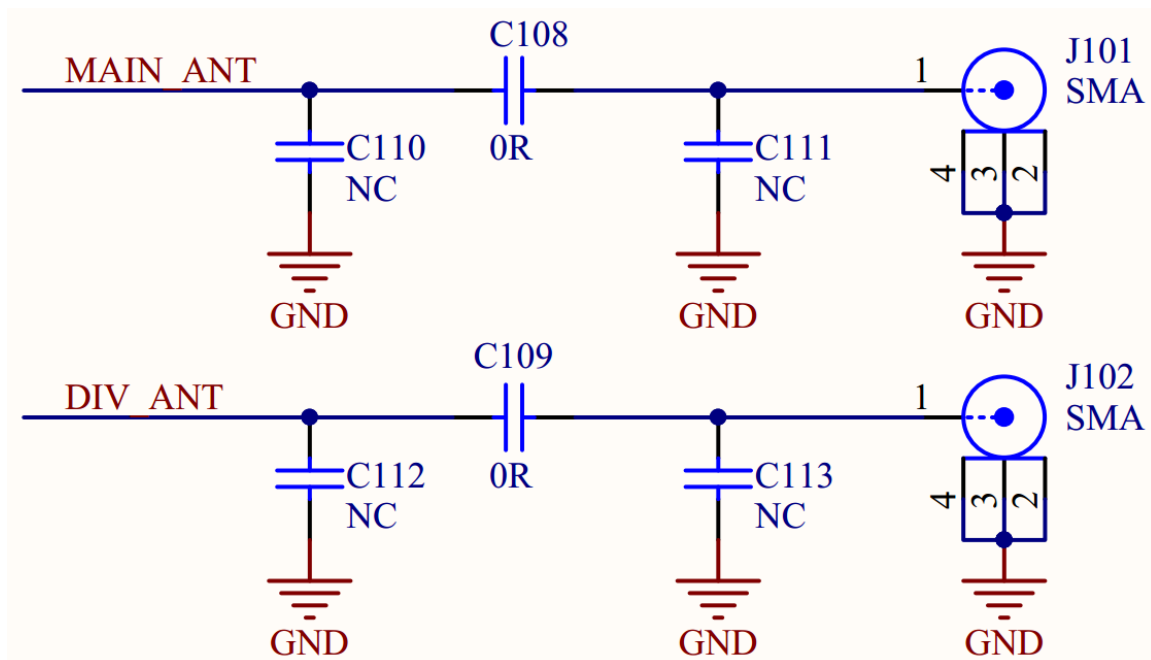 C108
MAIN_ANT
1
J101
SMA
C110
NC
0R
C111
NC
4
3
2
GND
GND
GND
C109
DIV_ANT
1
J102
SMA
C112
NC
0R
C113
NC
4
3
2
GND
GND
GND